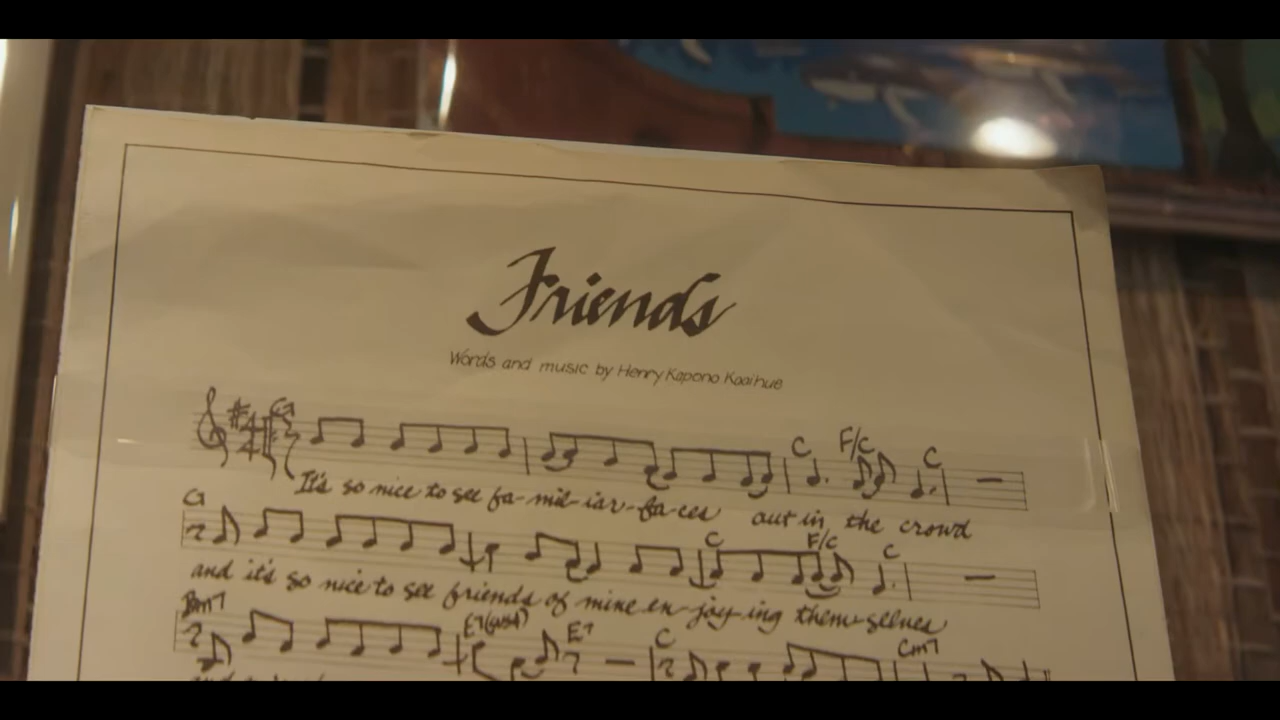 Friends
Words and music by Henry Kapono Kaaihue
G C F/C C
It's so nice to see fa-mil-iar-fa-ces out in the crowd
G C F/C C
and it's so nice to see friends of mine en-joy-ing them-selves
Bm7 E7(sus4) E7 C Cm7